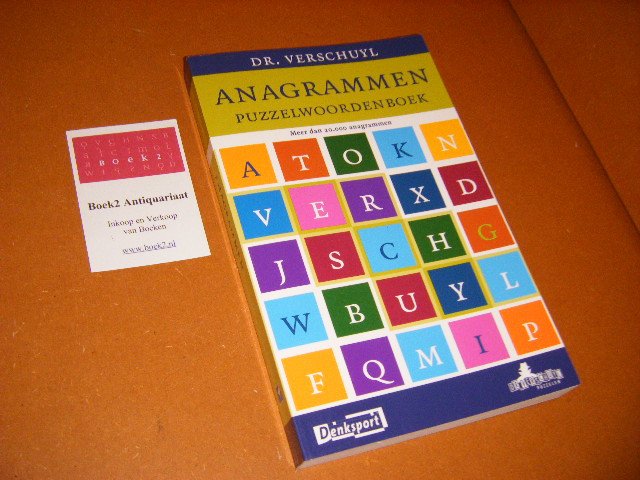 DR. VERSCHUYL
ANAGRAMMEN
PUZZELWOORDENBOEK
Meer dan 20.000 anagrammen
A T O K N
V E R X D
J S C H G
W B U Y L
F Q M I P
Denksport
PUZZELEN
BOEK2
Boek2 Antiquariaat
Inkoop en Verkoop
van Boeken
www.boek2.nl